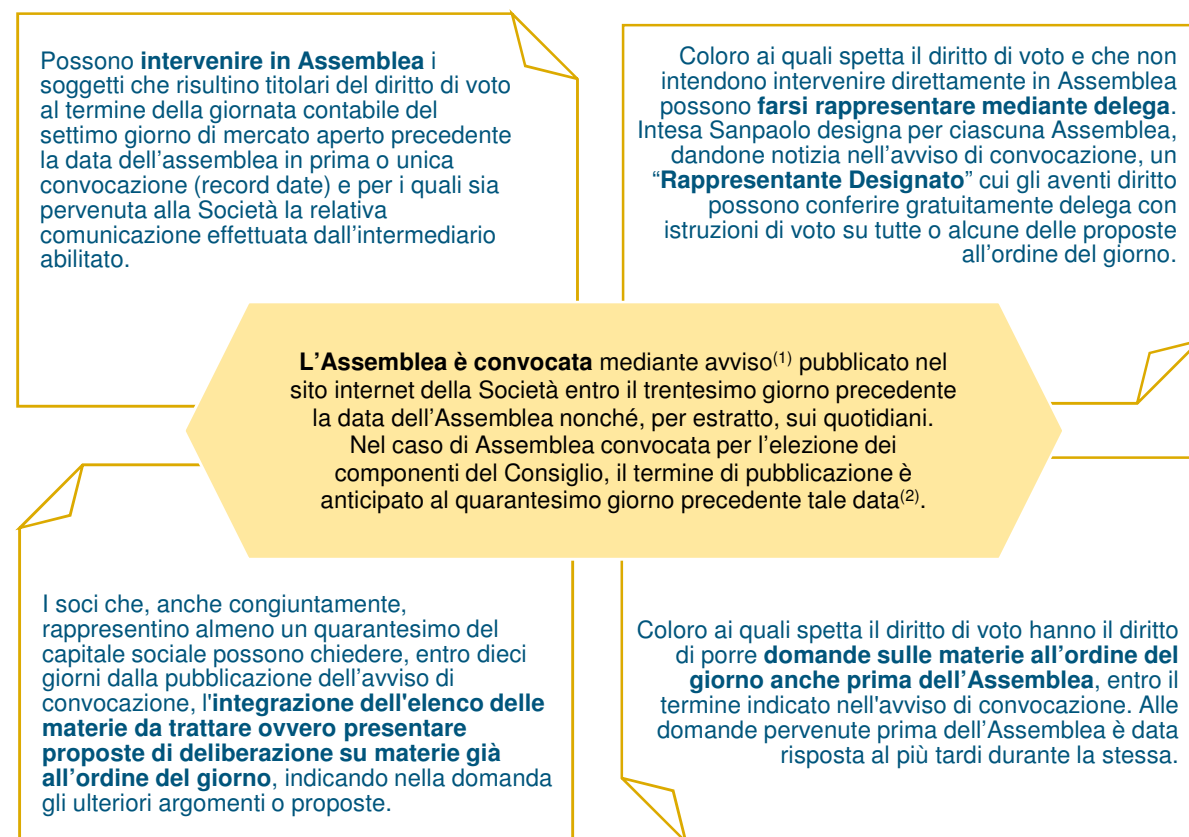 Possono intervenire in Assemblea i
soggetti che risultino titolari del diritto di voto
al termine della giornata contabile del
settimo giorno di mercato aperto precedente
la data dell’assemblea in prima o unica
convocazione (record date) e per i quali sia
pervenuta alla Società la relativa
comunicazione effettuata dall’intermediario
abilitato.
Coloro ai quali spetta il diritto di voto e che non
intendono intervenire direttamente in Assemblea
possono farsi rappresentare mediante delega.
Intesa Sanpaolo designa per ciascuna Assemblea,
dandone notizia nell’avviso di convocazione, un
“Rappresentante Designato” cui gli aventi diritto
possono conferire gratuitamente delega con
istruzioni di voto su tutte o alcune delle proposte
all’ordine del giorno.
L’Assemblea è convocata mediante avviso(1) pubblicato nel
sito internet della Società entro il trentesimo giorno precedente
la data dell’Assemblea nonché, per estratto, sui quotidiani.
Nel caso di Assemblea convocata per l’elezione dei
componenti del Consiglio, il termine di pubblicazione è
anticipato al quarantesimo giorno precedente tale data(2).
I soci che, anche congiuntamente,
rappresentino almeno un quarantesimo del
capitale sociale possono chiedere, entro dieci
giorni dalla pubblicazione dell’avviso di
convocazione, l'integrazione dell'elenco delle
materie da trattare ovvero presentare
proposte di deliberazione su materie già
all’ordine del giorno, indicando nella domanda
gli ulteriori argomenti o proposte.
Coloro ai quali spetta il diritto di voto hanno il diritto
di porre domande sulle materie all’ordine del
giorno anche prima dell’Assemblea, entro il
termine indicato nell'avviso di convocazione. Alle
domande pervenute prima dell’Assemblea è data
risposta al più tardi durante la stessa.